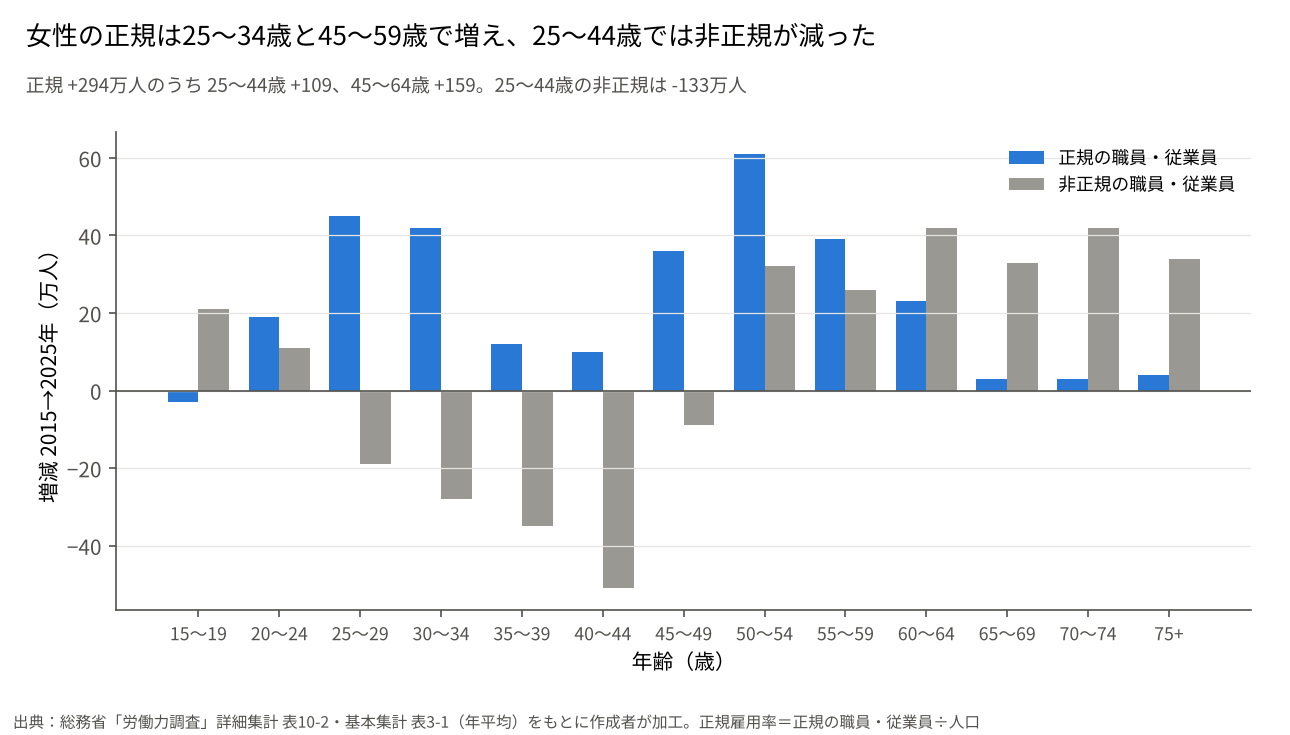 女性の正規は25～34歳と45～59歳で増え、25～44歳では非正規が減った
正規 +294万人のうち 25～44歳 +109、45～64歳 +159。25～44歳の非正規は -133万人
正規の職員・従業員
非正規の職員・従業員
増減 2015→2025年（万人）
60
40
20
0
−20
−40
15～19 20～24 25～29 30～34 35～39 40～44 45～49 50～54 55～59 60～64 65～69 70～74 75+
年齢（歳）
出典：総務省「労働力調査」詳細集計 表10-2・基本集計 表3-1（年平均）をもとに作成者が加工。正規雇用率＝正規の職員・従業員÷人口